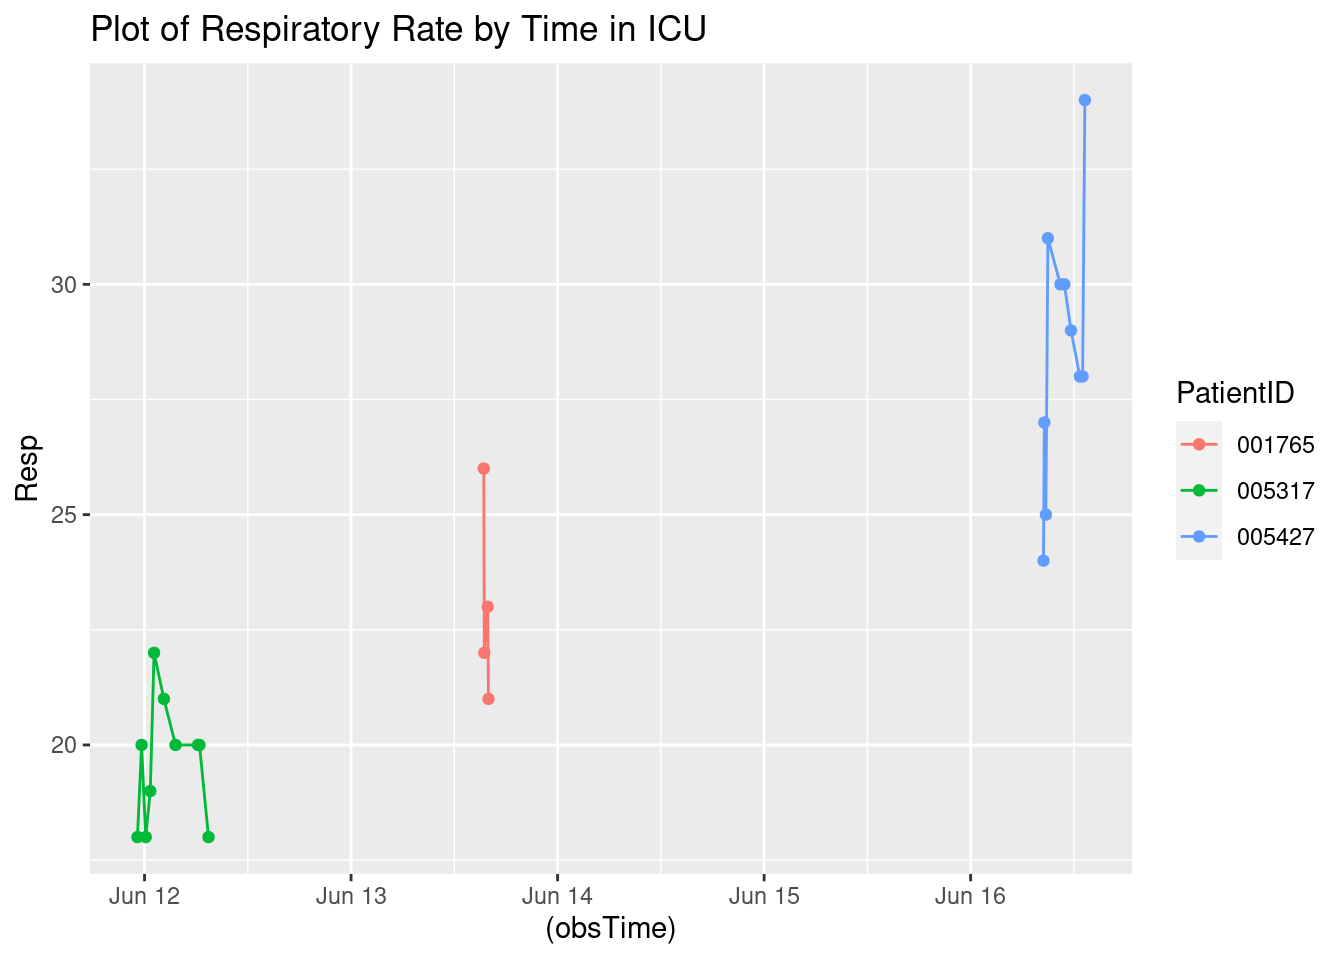 Plot of Respiratory Rate by Time in ICU
30
25
20
Resp
Jun 12 Jun 13 Jun 14 Jun 15 Jun 16
(obsTime)
PatientID
001765
005317
005427